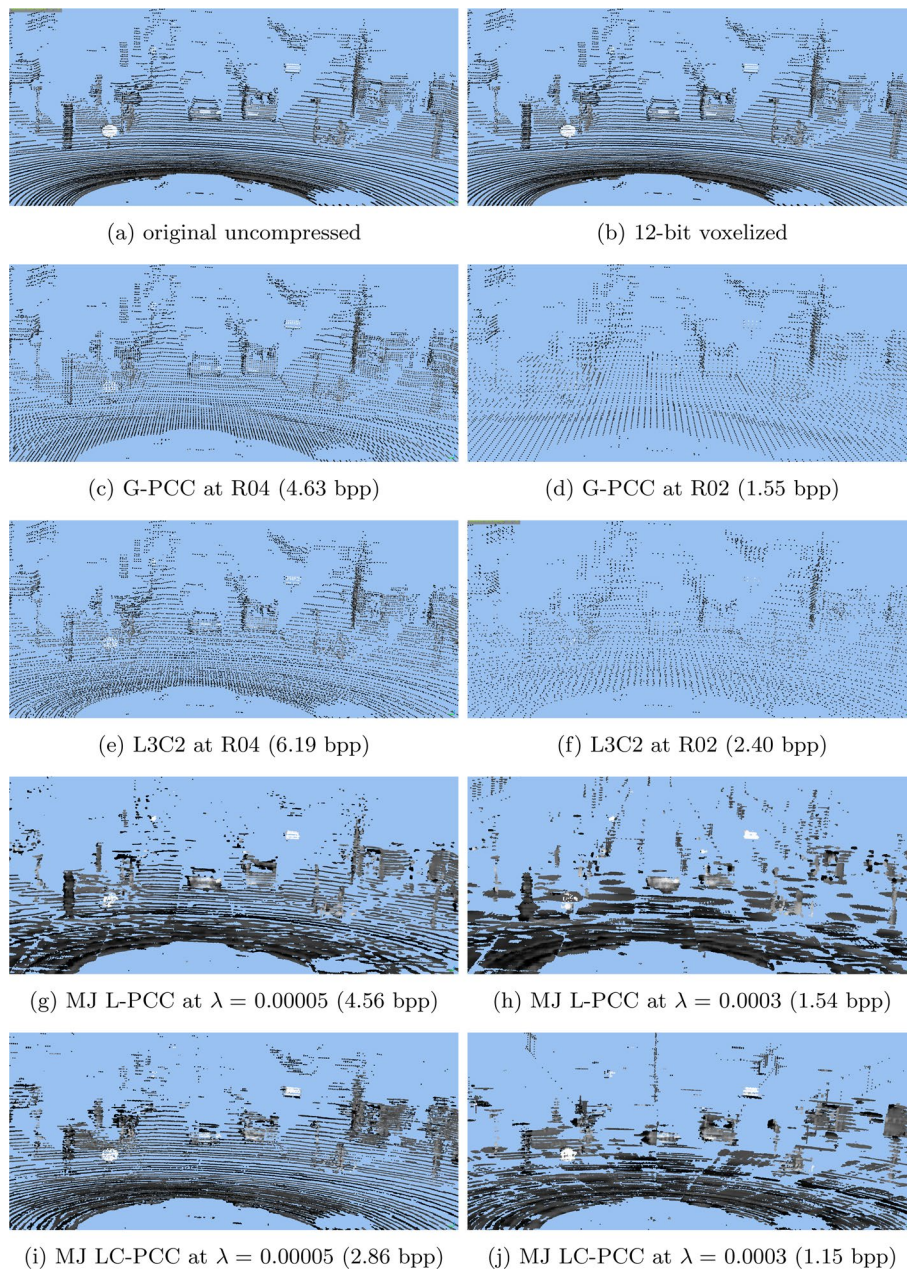 (a) original uncompressed
(b) 12-bit voxelized
(c) G-PCC at R04 (4.63 bpp)
(d) G-PCC at R02 (1.55 bpp)
(e) L3C2 at R04 (6.19 bpp)
(f) L3C2 at R02 (2.40 bpp)
(g) MJ L-PCC at λ = 0.00005 (4.56 bpp)
(h) MJ L-PCC at λ = 0.0003 (1.54 bpp)
(i) MJ LC-PCC at λ = 0.00005 (2.86 bpp)
(j) MJ LC-PCC at λ = 0.0003 (1.15 bpp)